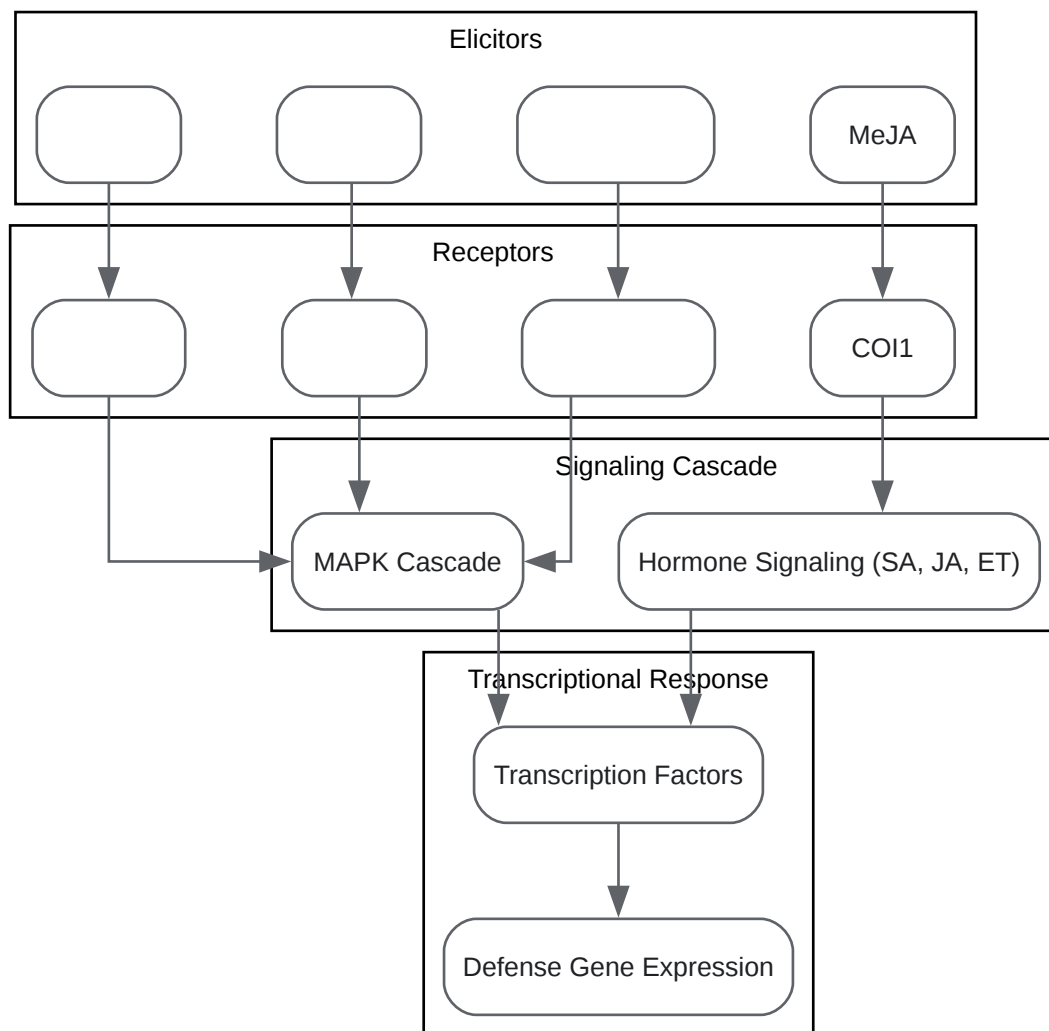 Elicitors
MeJA
Receptors
COI1
Signaling Cascade
MAPK Cascade
Hormone Signaling (SA, JA, ET)
Transcriptional Response
Transcription Factors
Defense Gene Expression